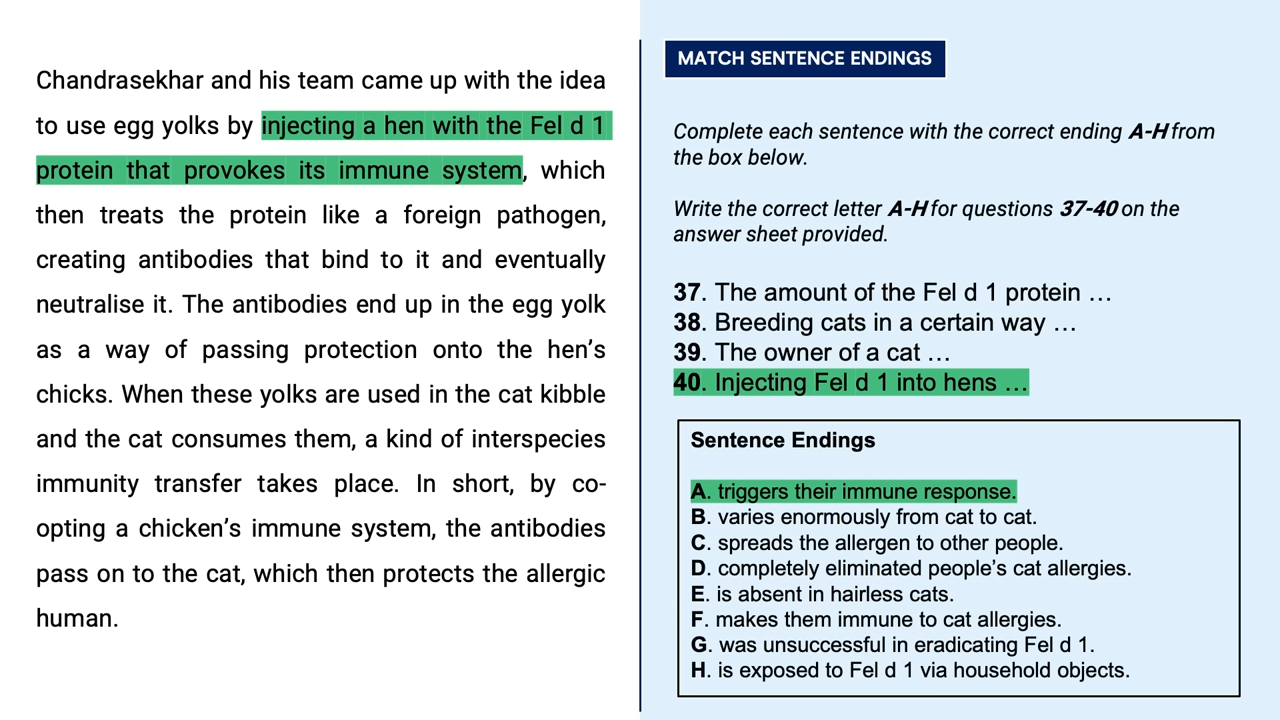 Chandrasekhar and his team came up with the idea
to use egg yolks by injecting a hen with the Fel d 1
protein that provokes its immune system, which
then treats the protein like a foreign pathogen,
creating antibodies that bind to it and eventually
neutralise it. The antibodies end up in the egg yolk
as a way of passing protection onto the hen's
chicks. When these yolks are used in the cat kibble
and the cat consumes them, a kind of interspecies
immunity transfer takes place. In short, by co-
opting a chicken's immune system, the antibodies
pass on to the cat, which then protects the allergic
human.
MATCH SENTENCE ENDINGS
Complete each sentence with the correct ending A-H from
the box below.
Write the correct letter A-H for questions 37-40 on the
answer sheet provided.
37. The amount of the Fel d 1 protein …
38. Breeding cats in a certain way …
39. The owner of a cat …
40. Injecting Fel d 1 into hens …
Sentence Endings
A. triggers their immune response.
B. varies enormously from cat to cat.
C. spreads the allergen to other people.
D. completely eliminated people's cat allergies.
E. is absent in hairless cats.
F. makes them immune to cat allergies.
G. was unsuccessful in eradicating Fel d 1.
H. is exposed to Fel d 1 via household objects.